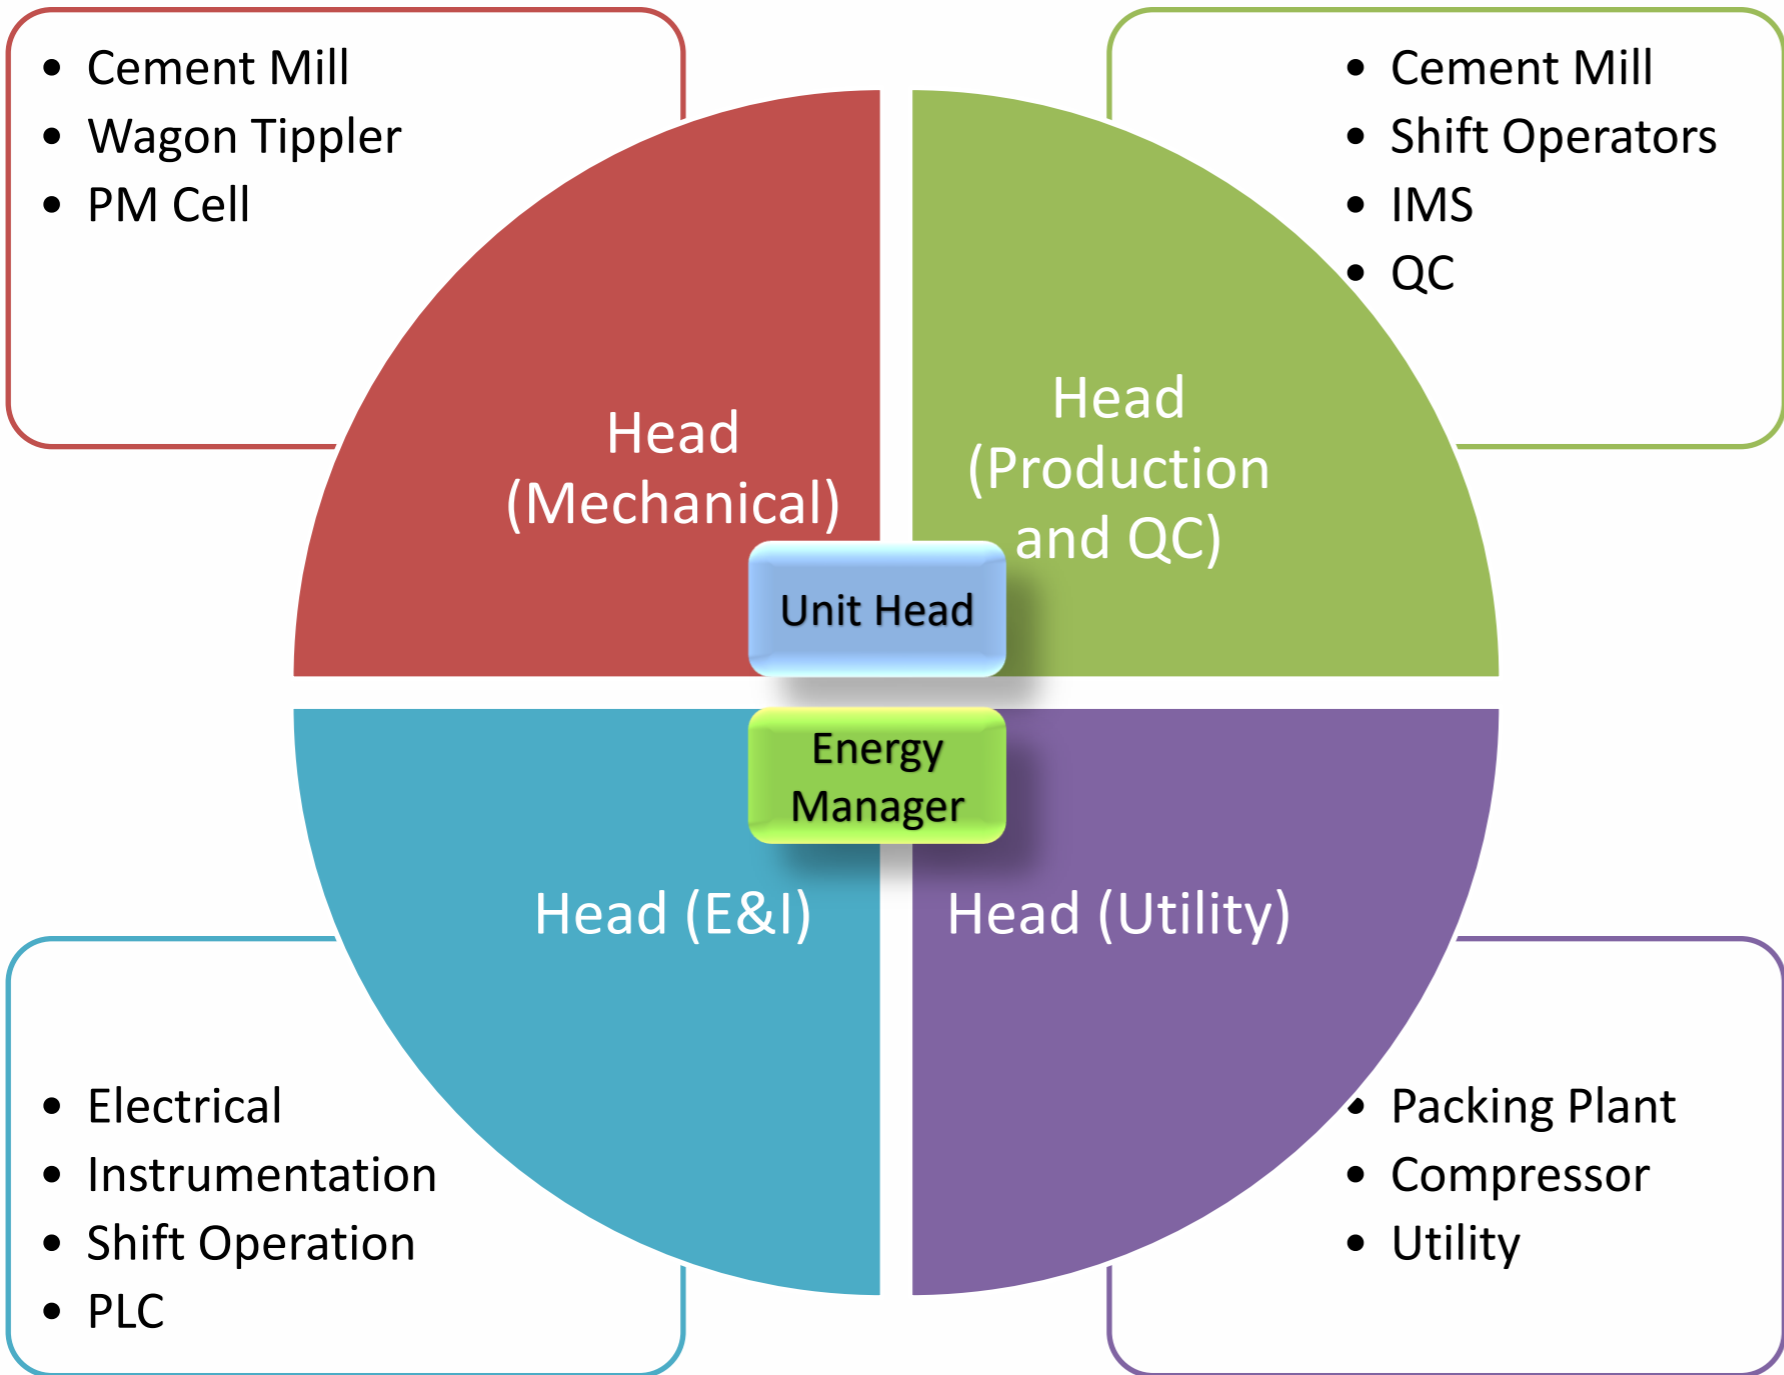 • Cement Mill
• Wagon Tippler
• PM Cell
• Cement Mill
• Shift Operators
• IMS
• QC
Head
(Mechanical)
Head
(Production
and QC)
Unit Head
Energy
Manager
Head (E&I)
Head (Utility)
• Electrical
• Instrumentation
• Shift Operation
• PLC
• Packing Plant
• Compressor
• Utility